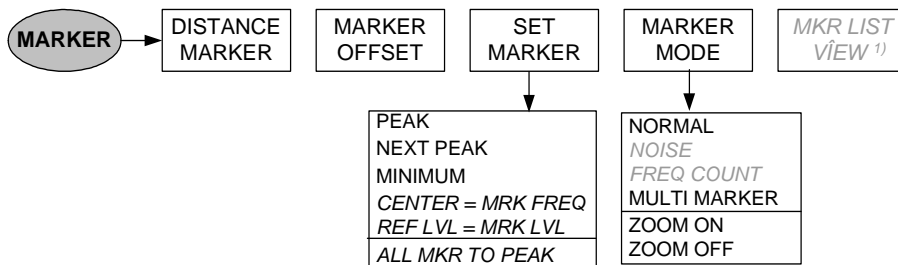 MARKER
DISTANCE
MARKER
MARKER
OFFSET
SET
MARKER
MARKER
MODE
MKR LIST
VÎEW 1)
PEAK
NEXT PEAK
MINIMUM
CENTER = MRK FREQ
REF LVL = MRK LVL
ALL MKR TO PEAK
NORMAL
NOISE
FREQ COUNT
MULTI MARKER
ZOOM ON
ZOOM OFF